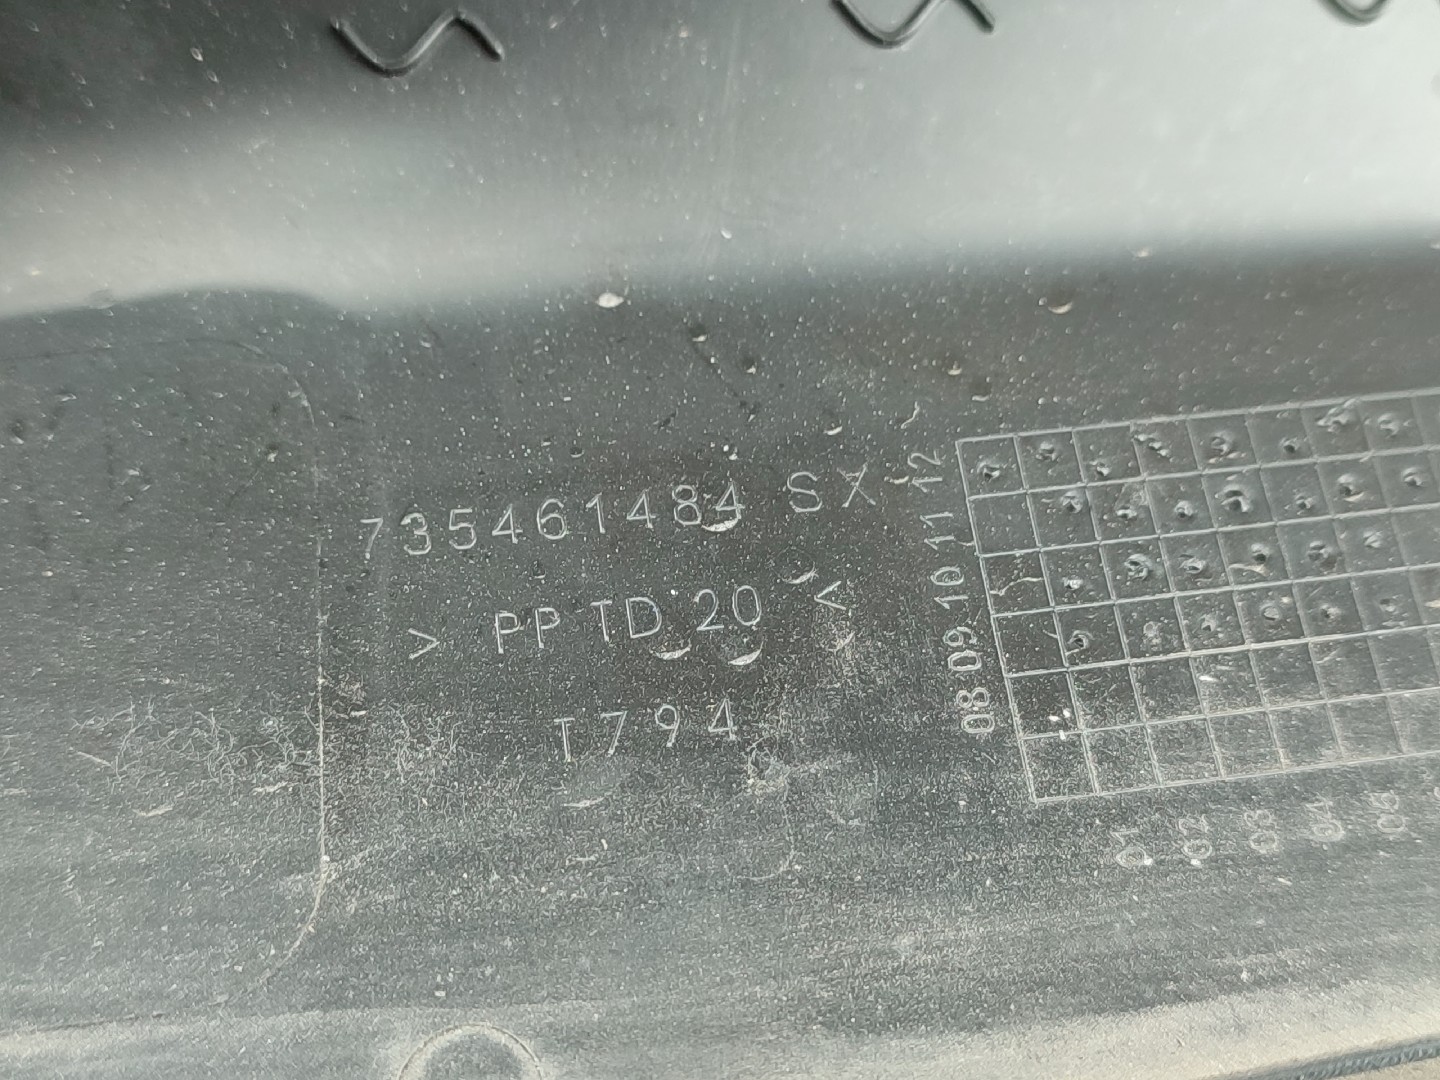 735461484 SX
> PP TD 20 <
T794
08 09 10 11 12
01 02 03 04 05